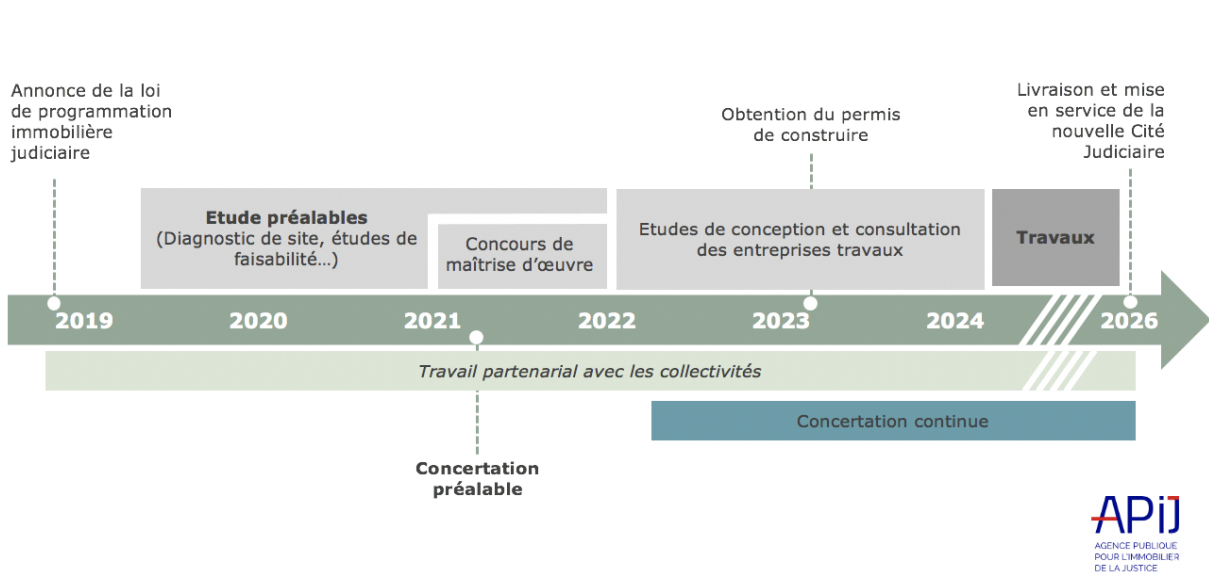 Annonce de la loi
de programmation
immobilière
judiciaire
Obtention du permis
de construire
Livraison et mise
en service de la
nouvelle Cité
Judiciaire
Etude préalables
(Diagnostic de site, études de
faisabilité…)
Concours de
maîtrise d’œuvre
Etudes de conception et consultation
des entreprises travaux
Travaux
2019 2020 2021 2022 2023 2024 2026
Travail partenarial avec les collectivités
Concertation continue
Concertation
préalable
APIJ
AGENCE PUBLIQUE
POUR L'IMMOBILIER
DE LA JUSTICE